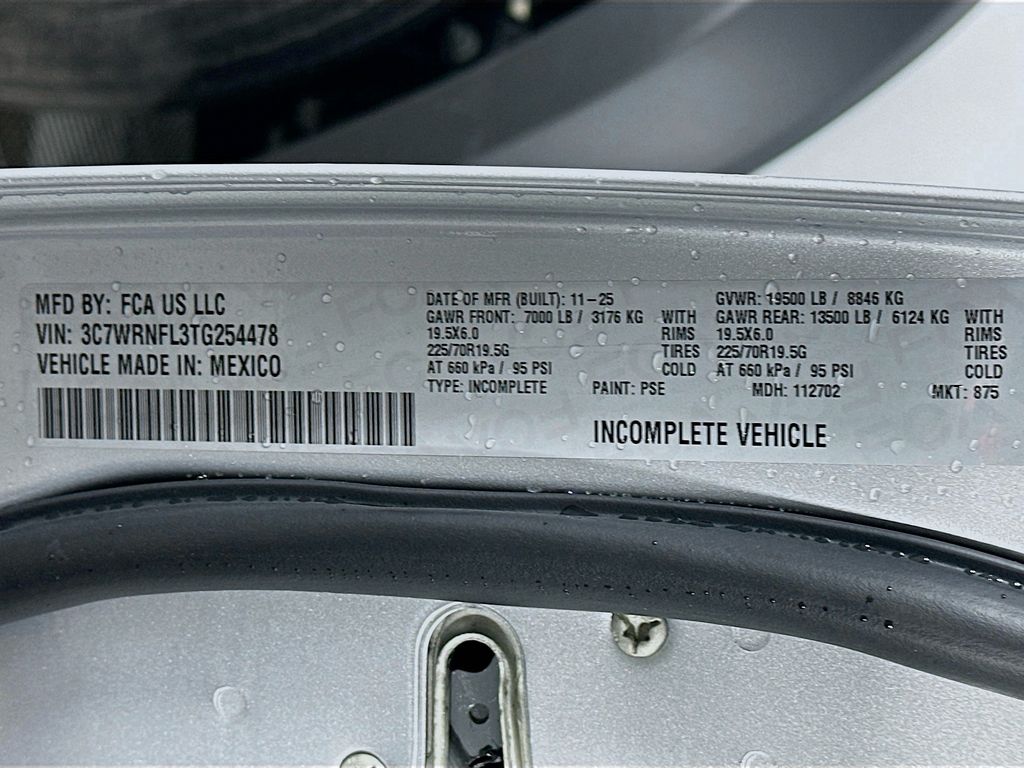 MFD BY: FCA US LLC
VIN: 3C7WRNFL3TG254478
VEHICLE MADE IN: MEXICO
DATE OF MFR (BUILT): 11-25
GAWR FRONT: 7000 LB / 3176 KG WITH
19.5X6.0 RIMS
225/70R19.5G TIRES
AT 660 kPa / 95 PSI COLD
TYPE: INCOMPLETE
GVWR: 19500 LB / 8846 KG
GAWR REAR: 13500 LB / 6124 KG WITH
19.5X6.0 RIMS
225/70R19.5G TIRES
AT 660 kPa / 95 PSI COLD
PAINT: PSE MDH: 112702 MKT: 875
INCOMPLETE VEHICLE